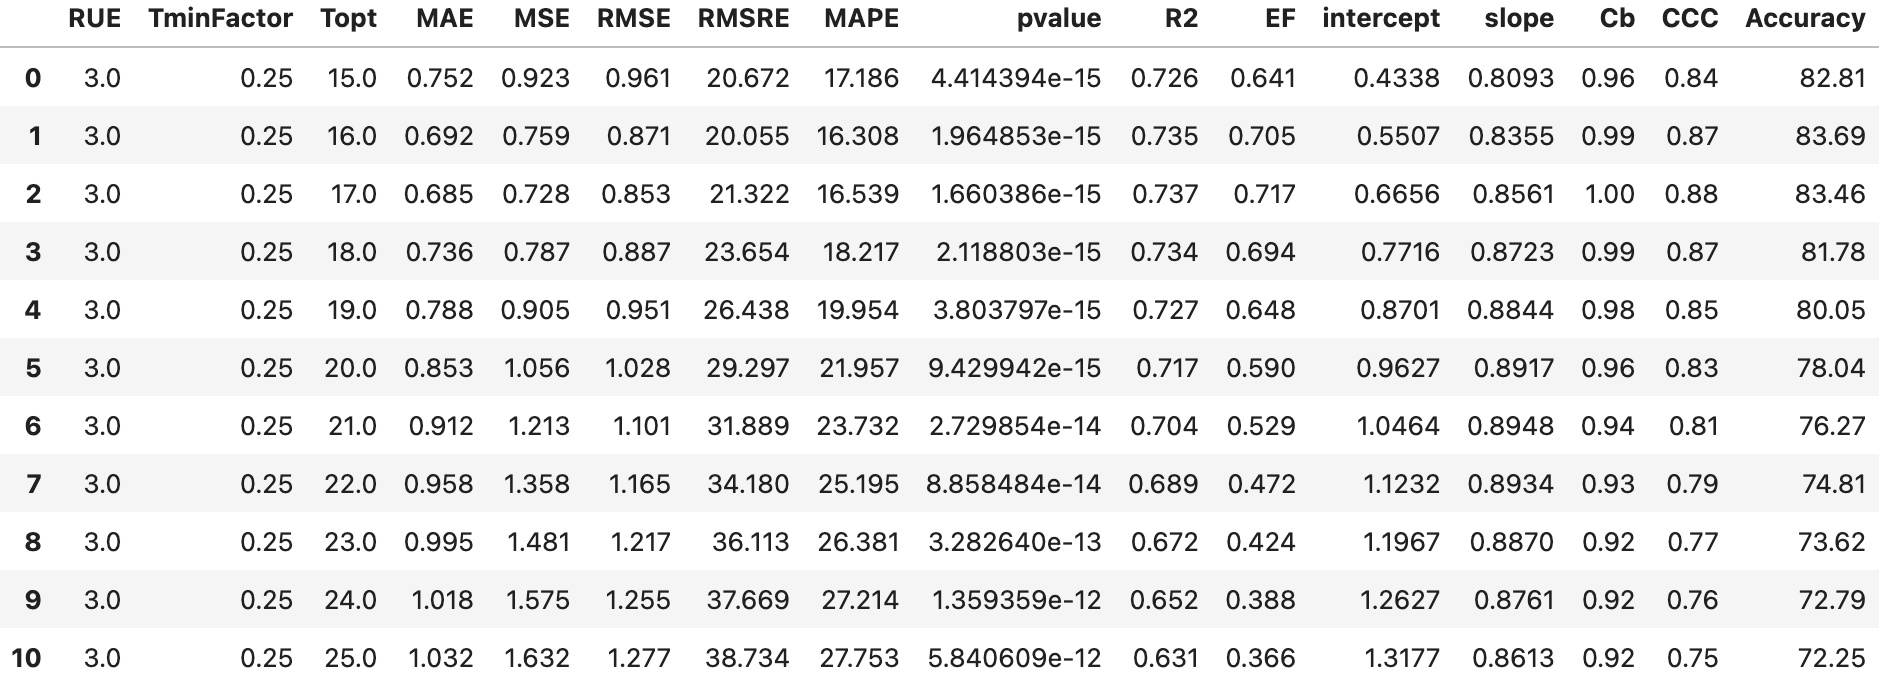 RUE TminFactor Topt MAE MSE RMSE RMSRE MAPE pvalue R2 EF intercept slope Cb CCC Accuracy
0 3.0 0.25 15.0 0.752 0.923 0.961 20.672 17.186 4.414394e-15 0.726 0.641 0.4338 0.8093 0.96 0.84 82.81
1 3.0 0.25 16.0 0.692 0.759 0.871 20.055 16.308 1.964853e-15 0.735 0.705 0.5507 0.8355 0.99 0.87 83.69
2 3.0 0.25 17.0 0.685 0.728 0.853 21.322 16.539 1.660386e-15 0.737 0.717 0.6656 0.8561 1.00 0.88 83.46
3 3.0 0.25 18.0 0.736 0.787 0.887 23.654 18.217 2.118803e-15 0.734 0.694 0.7716 0.8723 0.99 0.87 81.78
4 3.0 0.25 19.0 0.788 0.905 0.951 26.438 19.954 3.803797e-15 0.727 0.648 0.8701 0.8844 0.98 0.85 80.05
5 3.0 0.25 20.0 0.853 1.056 1.028 29.297 21.957 9.429942e-15 0.717 0.590 0.9627 0.8917 0.96 0.83 78.04
6 3.0 0.25 21.0 0.912 1.213 1.101 31.889 23.732 2.729854e-14 0.704 0.529 1.0464 0.8948 0.94 0.81 76.27
7 3.0 0.25 22.0 0.958 1.358 1.165 34.180 25.195 8.858484e-14 0.689 0.472 1.1232 0.8934 0.93 0.79 74.81
8 3.0 0.25 23.0 0.995 1.481 1.217 36.113 26.381 3.282640e-13 0.672 0.424 1.1967 0.8870 0.92 0.77 73.62
9 3.0 0.25 24.0 1.018 1.575 1.255 37.669 27.214 1.359359e-12 0.652 0.388 1.2627 0.8761 0.92 0.76 72.79
10 3.0 0.25 25.0 1.032 1.632 1.277 38.734 27.753 5.840609e-12 0.631 0.366 1.3177 0.8613 0.92 0.75 72.25